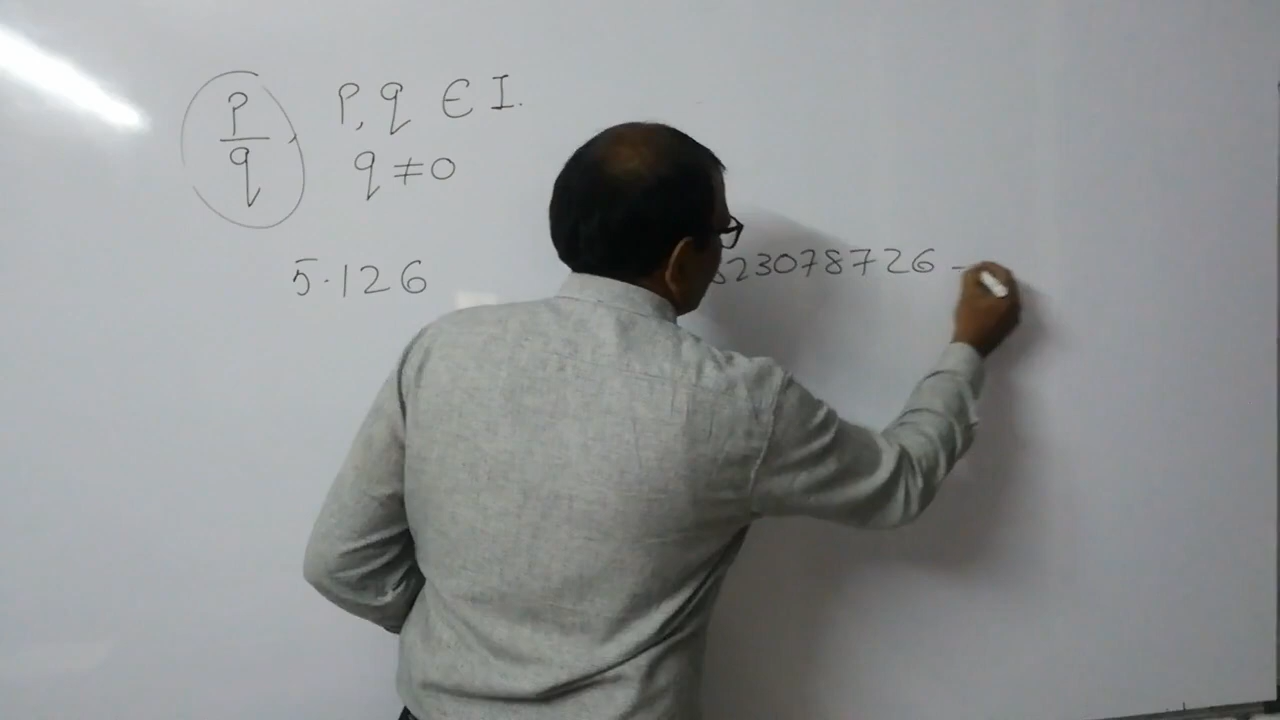 p/q p, q ∈ I.
q ≠ 0
5.126 23078726 -